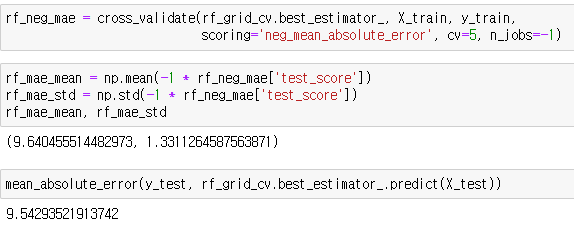 rf_neg_mae = cross_validate(rf_grid_cv.best_estimator_, X_train, y_train,
scoring='neg_mean_absolute_error', cv=5, n_jobs=-1)
rf_mae_mean = np.mean(-1 * rf_neg_mae['test_score'])
rf_mae_std = np.std(-1 * rf_neg_mae['test_score'])
rf_mae_mean, rf_mae_std
(9.640455514482973, 1.3311264587563871)
mean_absolute_error(y_test, rf_grid_cv.best_estimator_.predict(X_test))
9.54293521913742